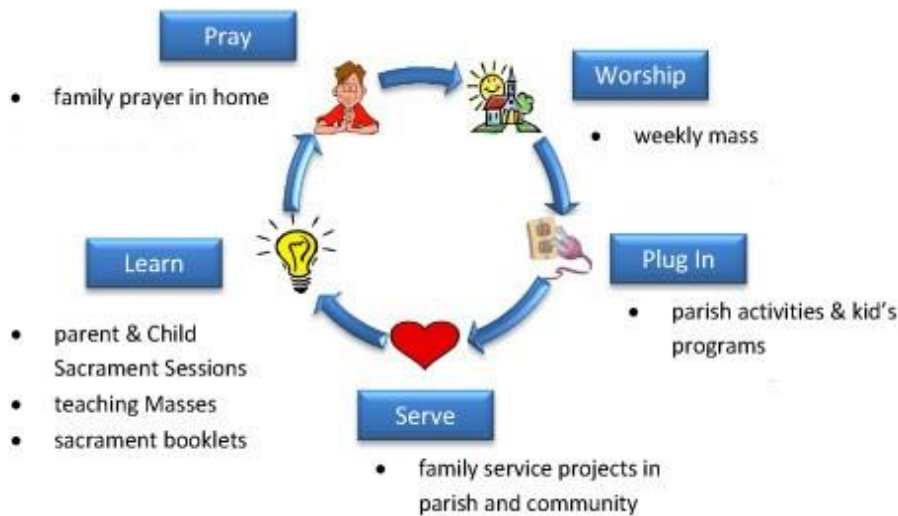 Pray
• family prayer in home
Worship
• weekly mass
Plug In
• parish activities & kid's
programs
Serve
• family service projects in
parish and community
Learn
• parent & Child
Sacrament Sessions
• teaching Masses
• sacrament booklets